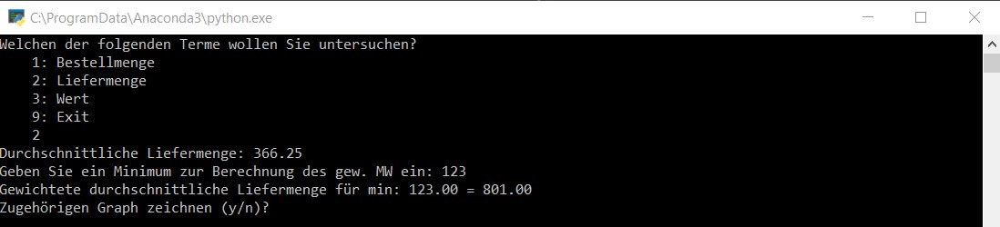 C:\ProgramData\Anaconda3\python.exe
Welchen der folgenden Terme wollen Sie untersuchen?
1: Bestellmenge
2: Liefermenge
3: Wert
9: Exit
2
Durchschnittliche Liefermenge: 366.25
Geben Sie ein Minimum zur Berechnung des gew. MW ein: 123
Gewichtete durchschnittliche Liefermenge für min: 123.00 = 801.00
Zugehörigen Graph zeichnen (y/n)?